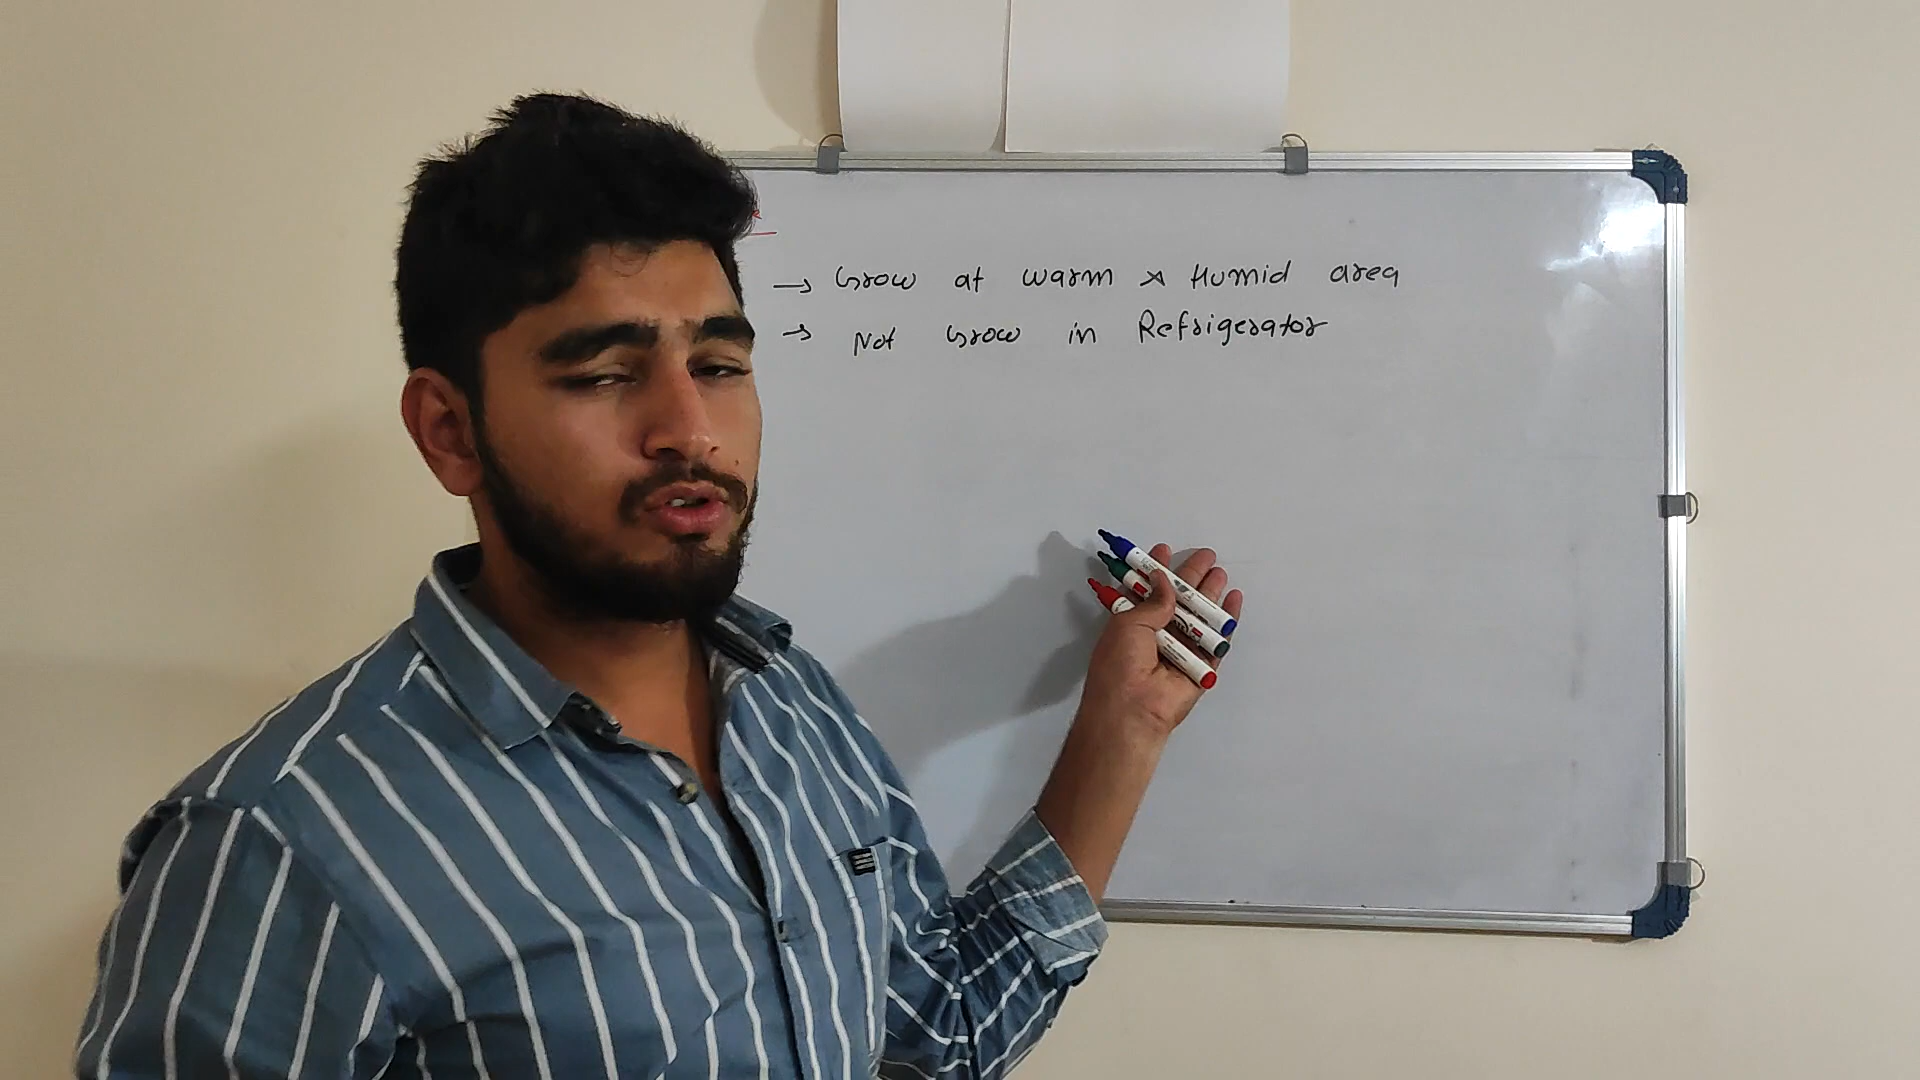 → Grow at warm & Humid area
→ Not Grow in Refrigerator